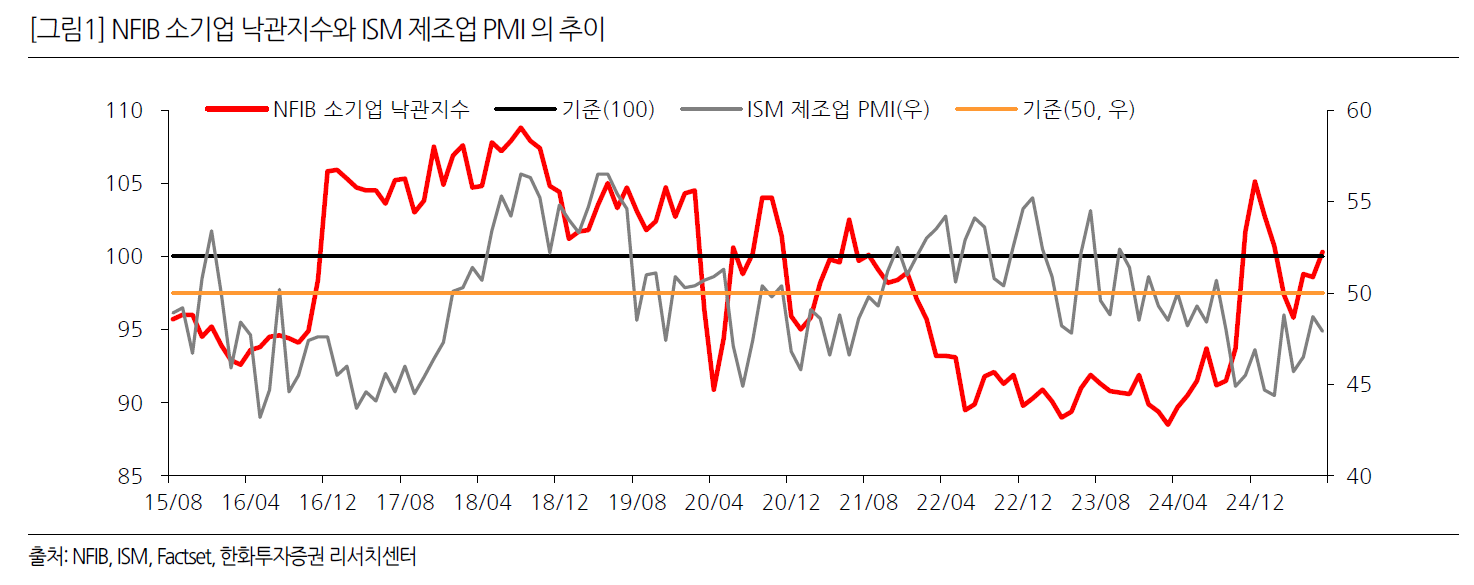 [그림1] NFIB 소기업 낙관지수와 ISM 제조업 PMI 의 추이
NFIB 소기업 낙관지수 기준(100) ISM 제조업 PMI(우) 기준(50, 우)
110 60
105 55
100 50
95 45
90 40
85
15/08 16/04 16/12 17/08 18/04 18/12 19/08 20/04 20/12 21/08 22/04 22/12 23/08 24/04 24/12
출처: NFIB, ISM, Factset, 한화투자증권 리서치센터